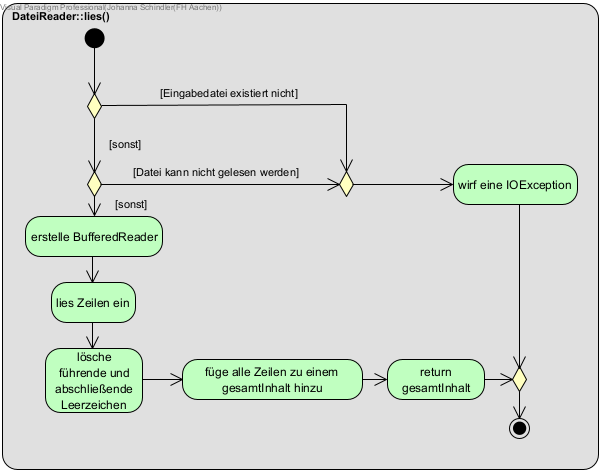 Visual Paradigm Professional(Johanna Schindler(FH Aachen))
DateiReader::lies()
[Eingabedatei existiert nicht]
[sonst]
[Datei kann nicht gelesen werden]
wirf eine IOException
[sonst]
erstelle BufferedReader
lies Zeilen ein
lösche
führende und
abschließende
Leerzeichen
füge alle Zeilen zu einem
gesamtInhalt hinzu
return
gesamtInhalt